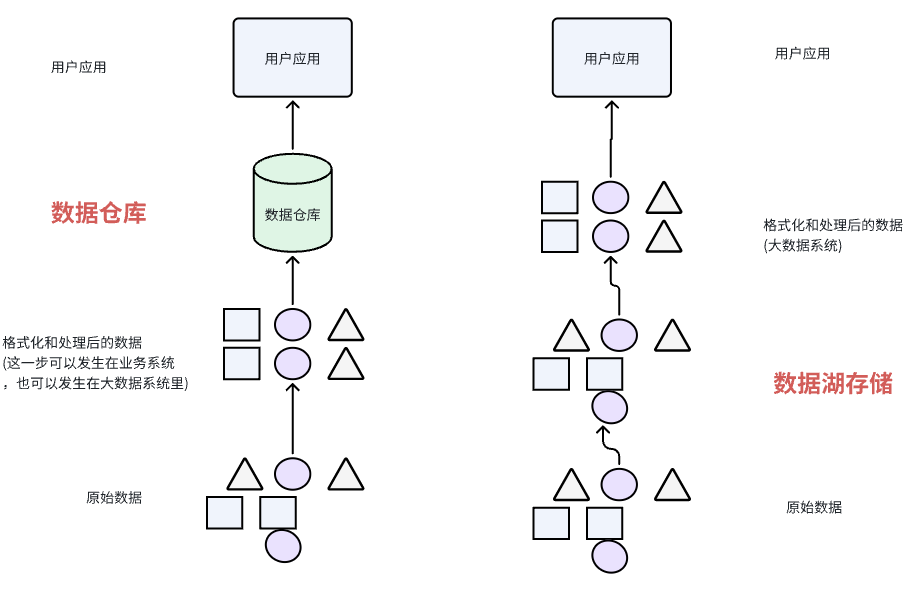 用户应用
用户应用
数据仓库
数据仓库
格式化和处理后的数据
(这一步可以发生在业务系统
，也可以发生在大数据系统里)
原始数据
用户应用
用户应用
格式化和处理后的数据
(大数据系统)
数据湖存储
原始数据